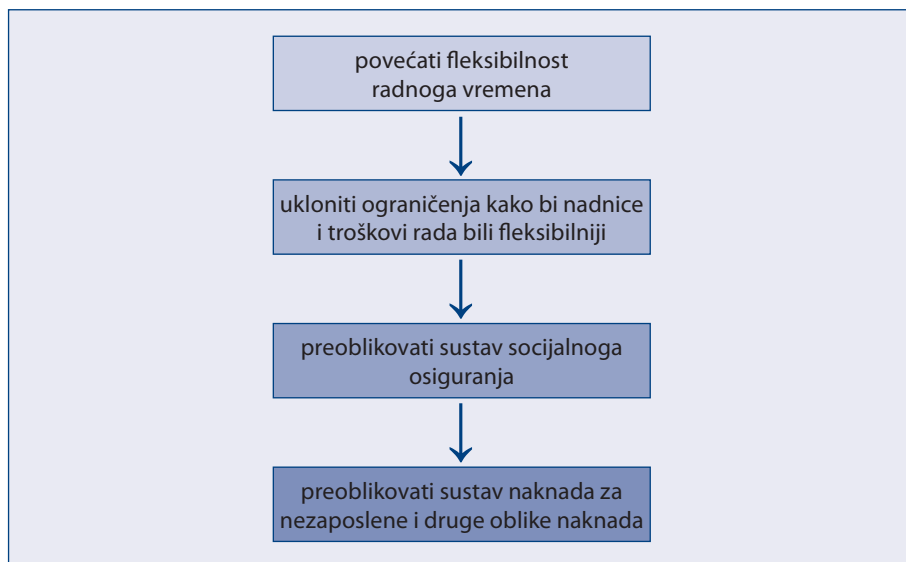 povećati fleksibilnost
radnoga vremena
ukloniti ograničenja kako bi nadnice
i troškovi rada bili fleksibilniji
preoblikovati sustav socijalnoga
osiguranja
preoblikovati sustav naknada za
nezaposlene i druge oblike naknada